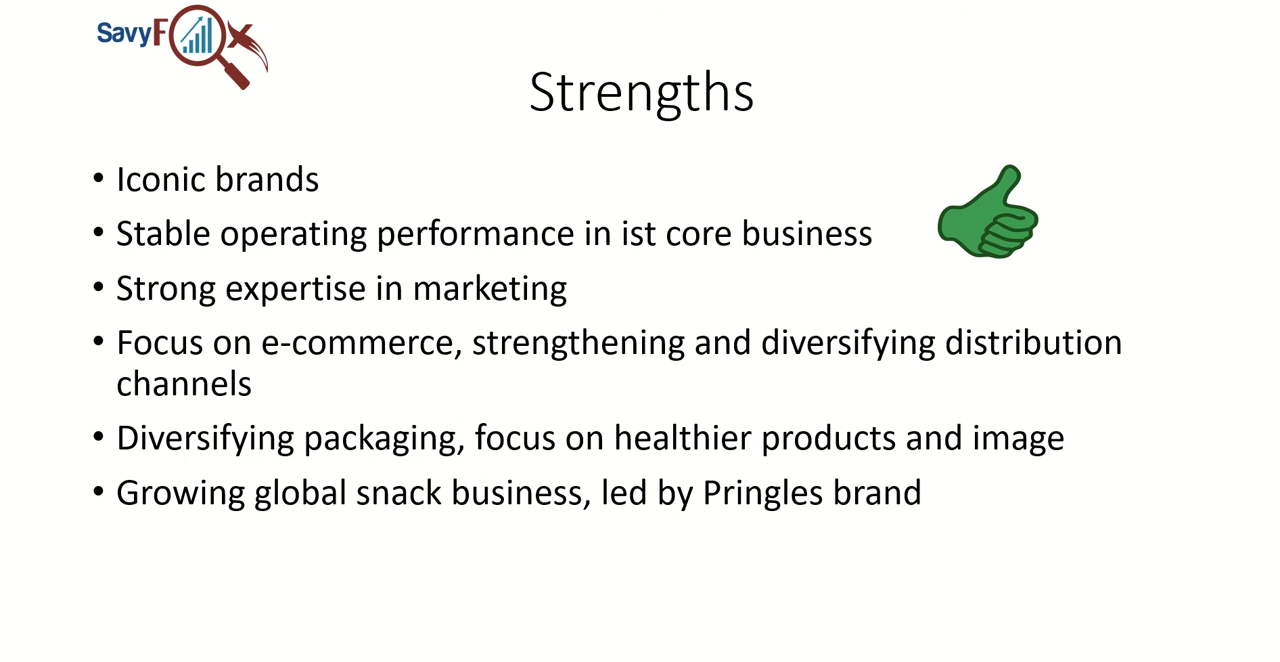 SavyFox
Strengths
• Iconic brands
• Stable operating performance in ist core business
• Strong expertise in marketing
• Focus on e-commerce, strengthening and diversifying distribution
channels
• Diversifying packaging, focus on healthier products and image
• Growing global snack business, led by Pringles brand